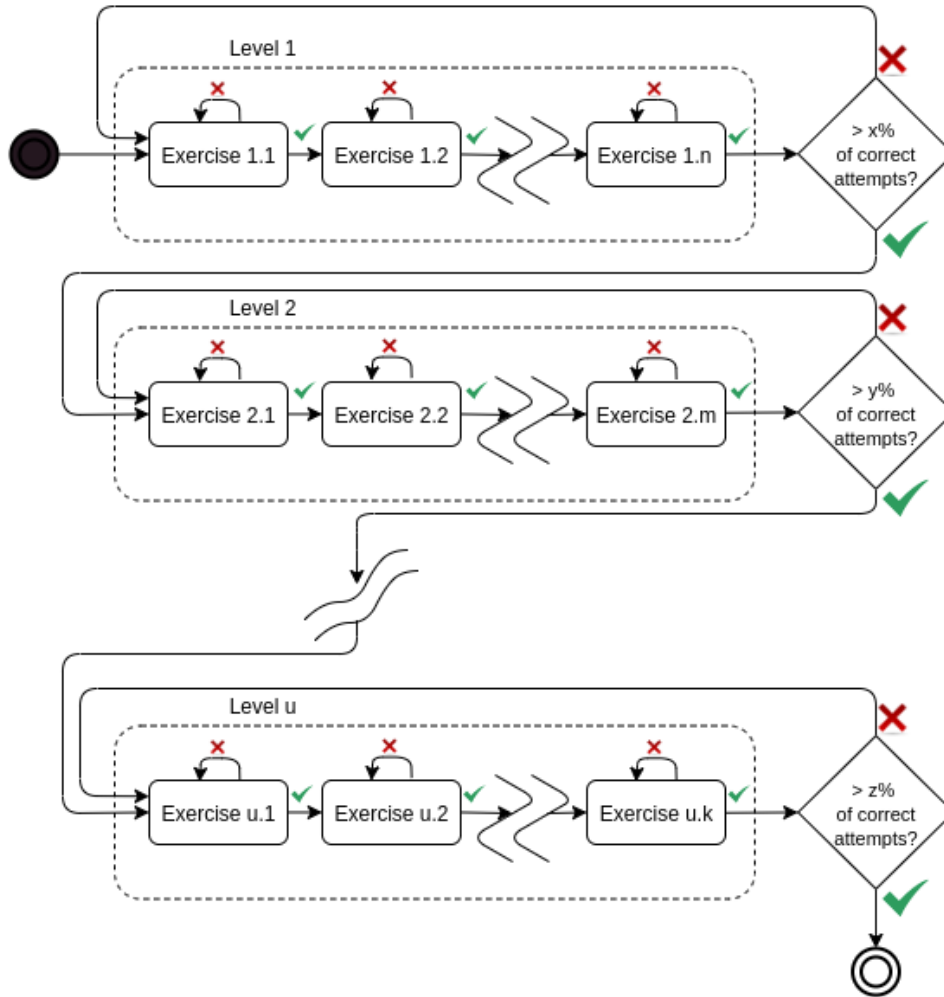 Level 1
Exercise 1.1
Exercise 1.2
Exercise 1.n
> x%
of correct
attempts?
Level 2
Exercise 2.1
Exercise 2.2
Exercise 2.m
> y%
of correct
attempts?
Level u
Exercise u.1
Exercise u.2
Exercise u.k
> z%
of correct
attempts?